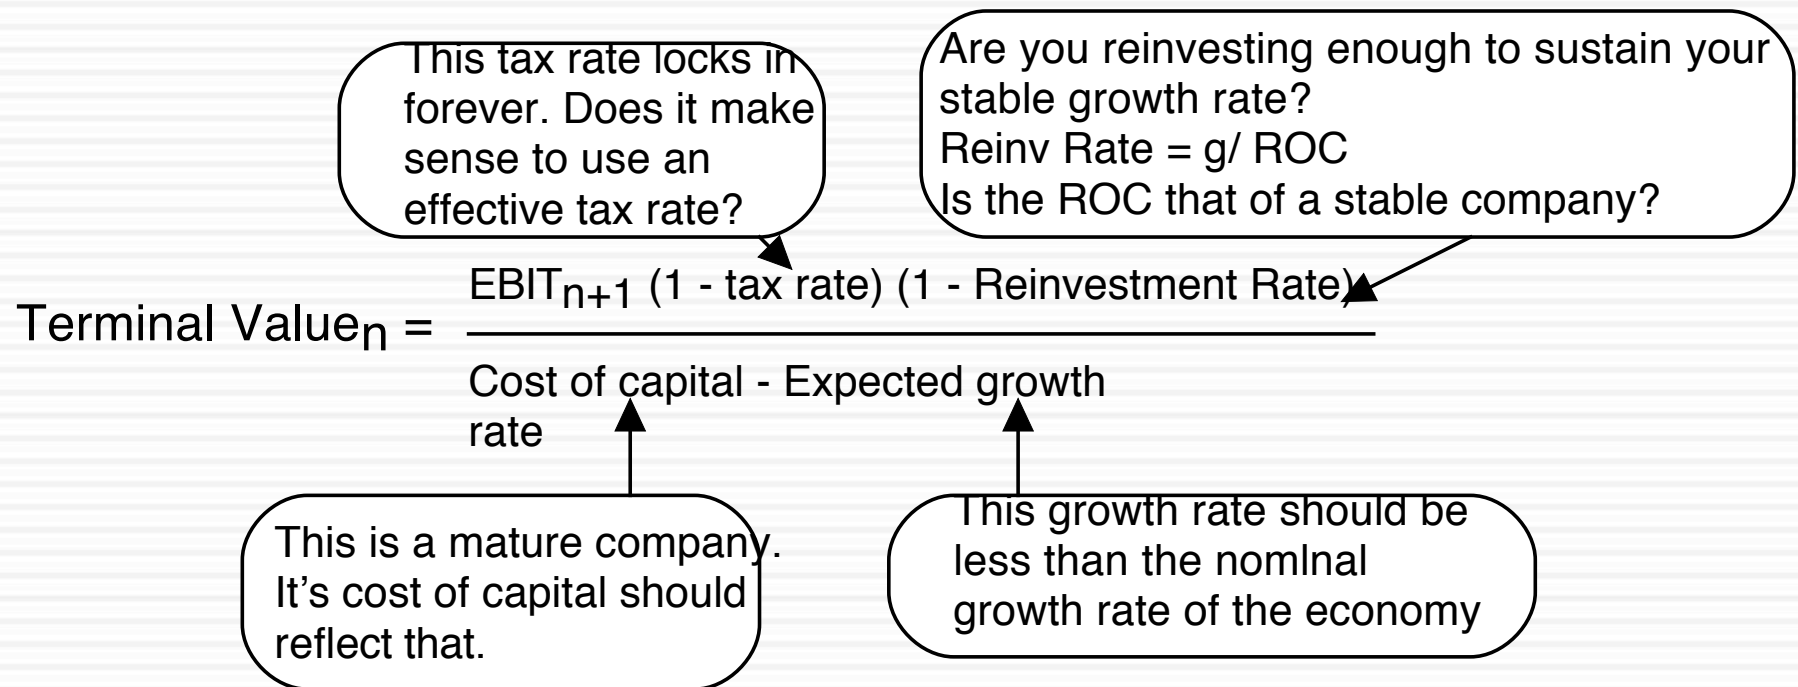 This tax rate locks in
forever. Does it make
sense to use an
effective tax rate?
Are you reinvesting enough to sustain your
stable growth rate?
Reinv Rate = g/ ROC
Is the ROC that of a stable company?
Terminal Valuen =
EBITn+1 (1 - tax rate) (1 - Reinvestment Rate)
Cost of capital - Expected growth
rate
This is a mature company.
It’s cost of capital should
reflect that.
This growth rate should be
less than the nomInal
growth rate of the economy